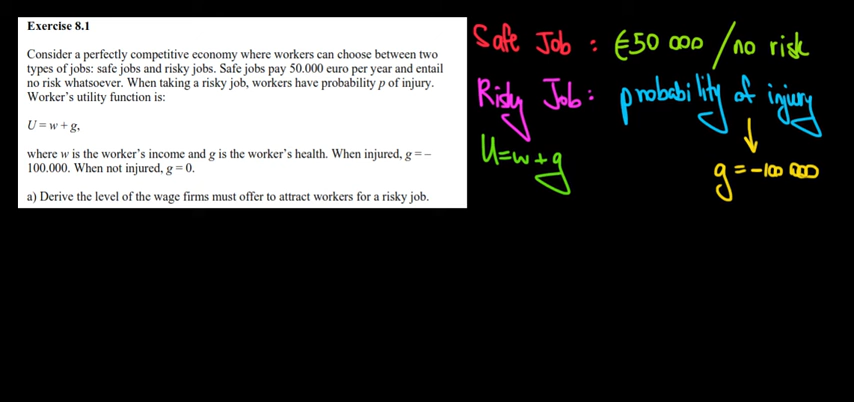 Exercise 8.1
Consider a perfectly competitive economy where workers can choose between two
types of jobs: safe jobs and risky jobs. Safe jobs pay 50.000 euro per year and entail
no risk whatsoever. When taking a risky job, workers have probability p of injury.
Worker's utility function is:
U = w + g,
where w is the worker's income and g is the worker's health. When injured, g = –
100.000. When not injured, g = 0.
a) Derive the level of the wage firms must offer to attract workers for a risky job.
Safe Job : €50 000 / no risk
Risky Job: probability of injury
U=w+g
g = -100 000